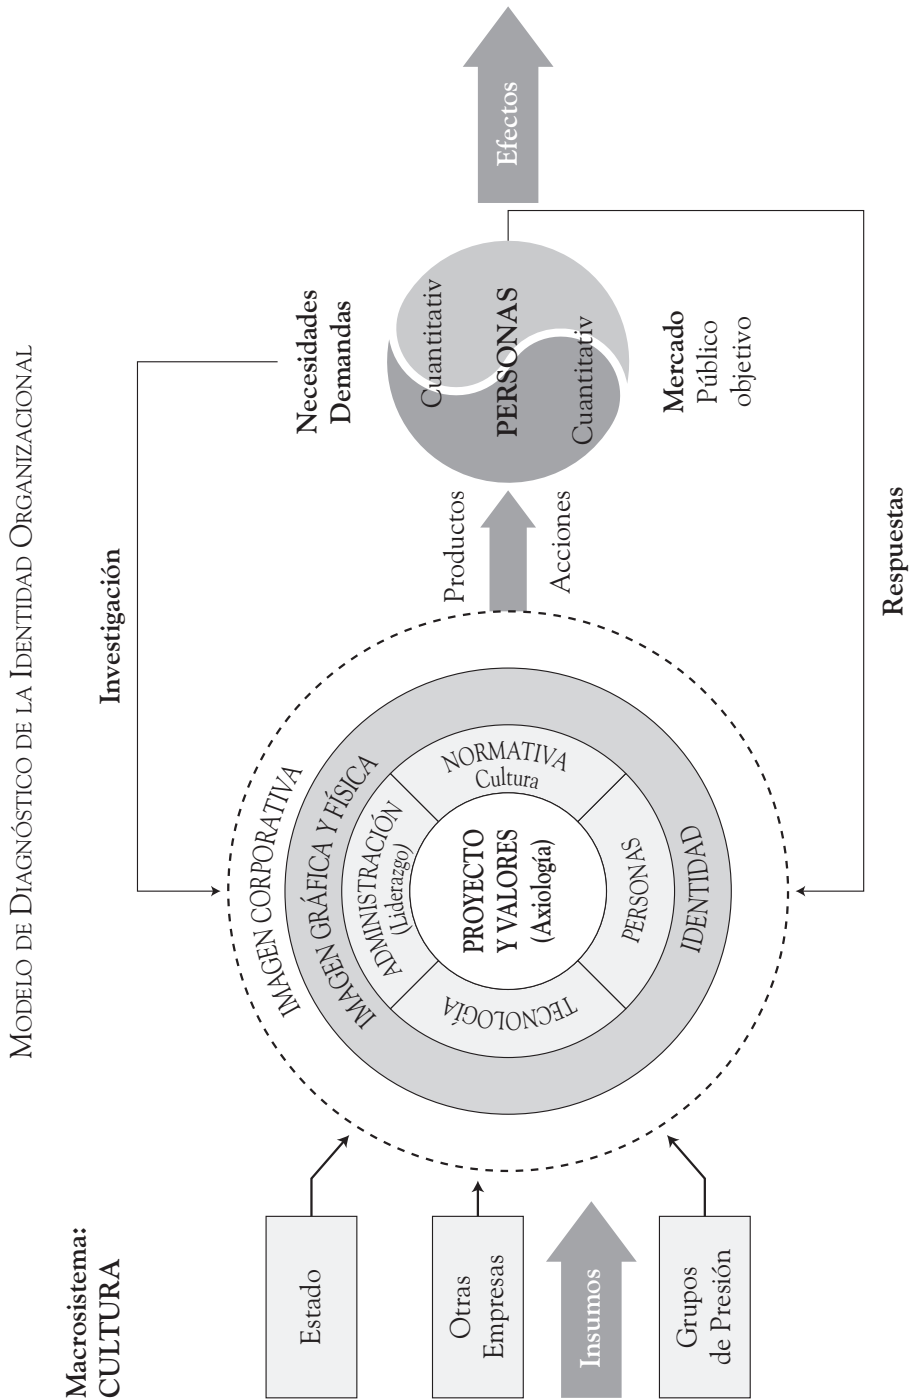 MODELO DE DIAGNÓSTICO DE LA IDENTIDAD ORGANIZACIONAL
Macrosistema:
CULTURA
Estado
Otras
Empresas
Insumos
Grupos
de Presión
Investigación
IMAGEN CORPORATIVA
IMAGEN GRÁFICA Y FÍSICA
ADMINISTRACIÓN
(Liderazgo)
NORMATIVA
Cultura
PROYECTO
Y VALORES
(Axiología)
TECNOLOGÍA
PERSONAS
IDENTIDAD
Productos
Acciones
Necesidades
Demandas
Cuantitativ
PERSONAS
Cuantitativ
Mercado
Público
objetivo
Efectos
Respuestas